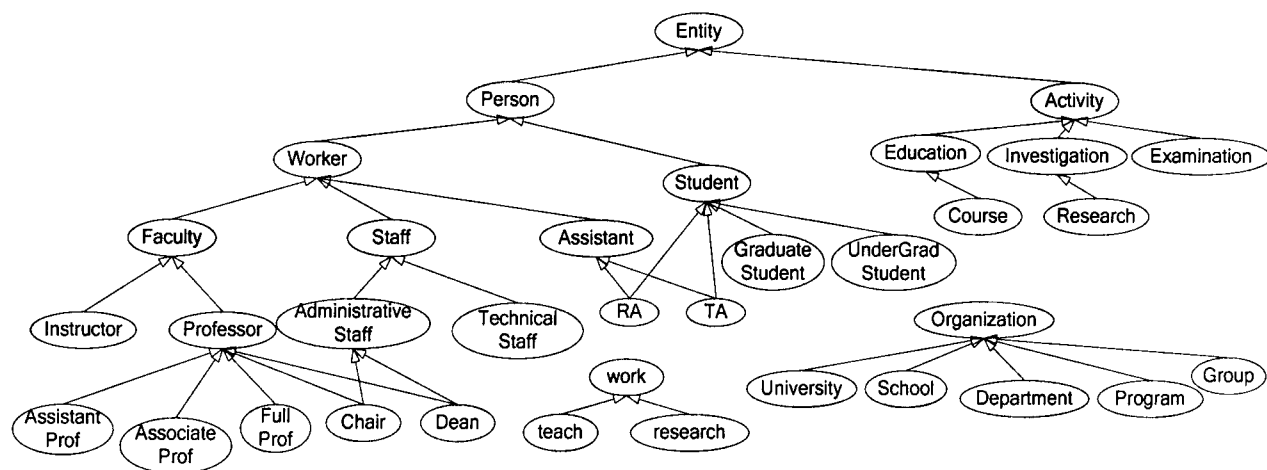 Entity
Person
Activity
Worker
Education
Investigation
Examination
Student
Course
Research
Faculty
Staff
Assistant
Graduate
Student
UnderGrad
Student
Instructor
Professor
Administrative
Staff
Technical
Staff
RA
TA
Organization
work
University
School
Department
Program
Group
Assistant
Prof
Associate
Prof
Full
Prof
Chair
Dean
teach
research